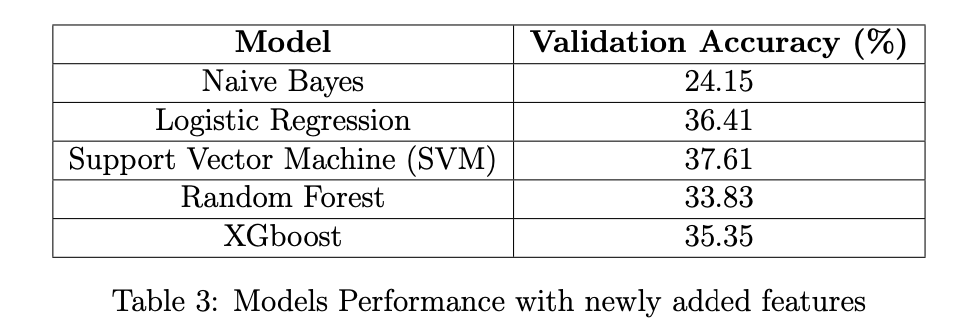 Model Validation Accuracy (%)
Naive Bayes 24.15
Logistic Regression 36.41
Support Vector Machine (SVM) 37.61
Random Forest 33.83
XGboost 35.35
Table 3: Models Performance with newly added features